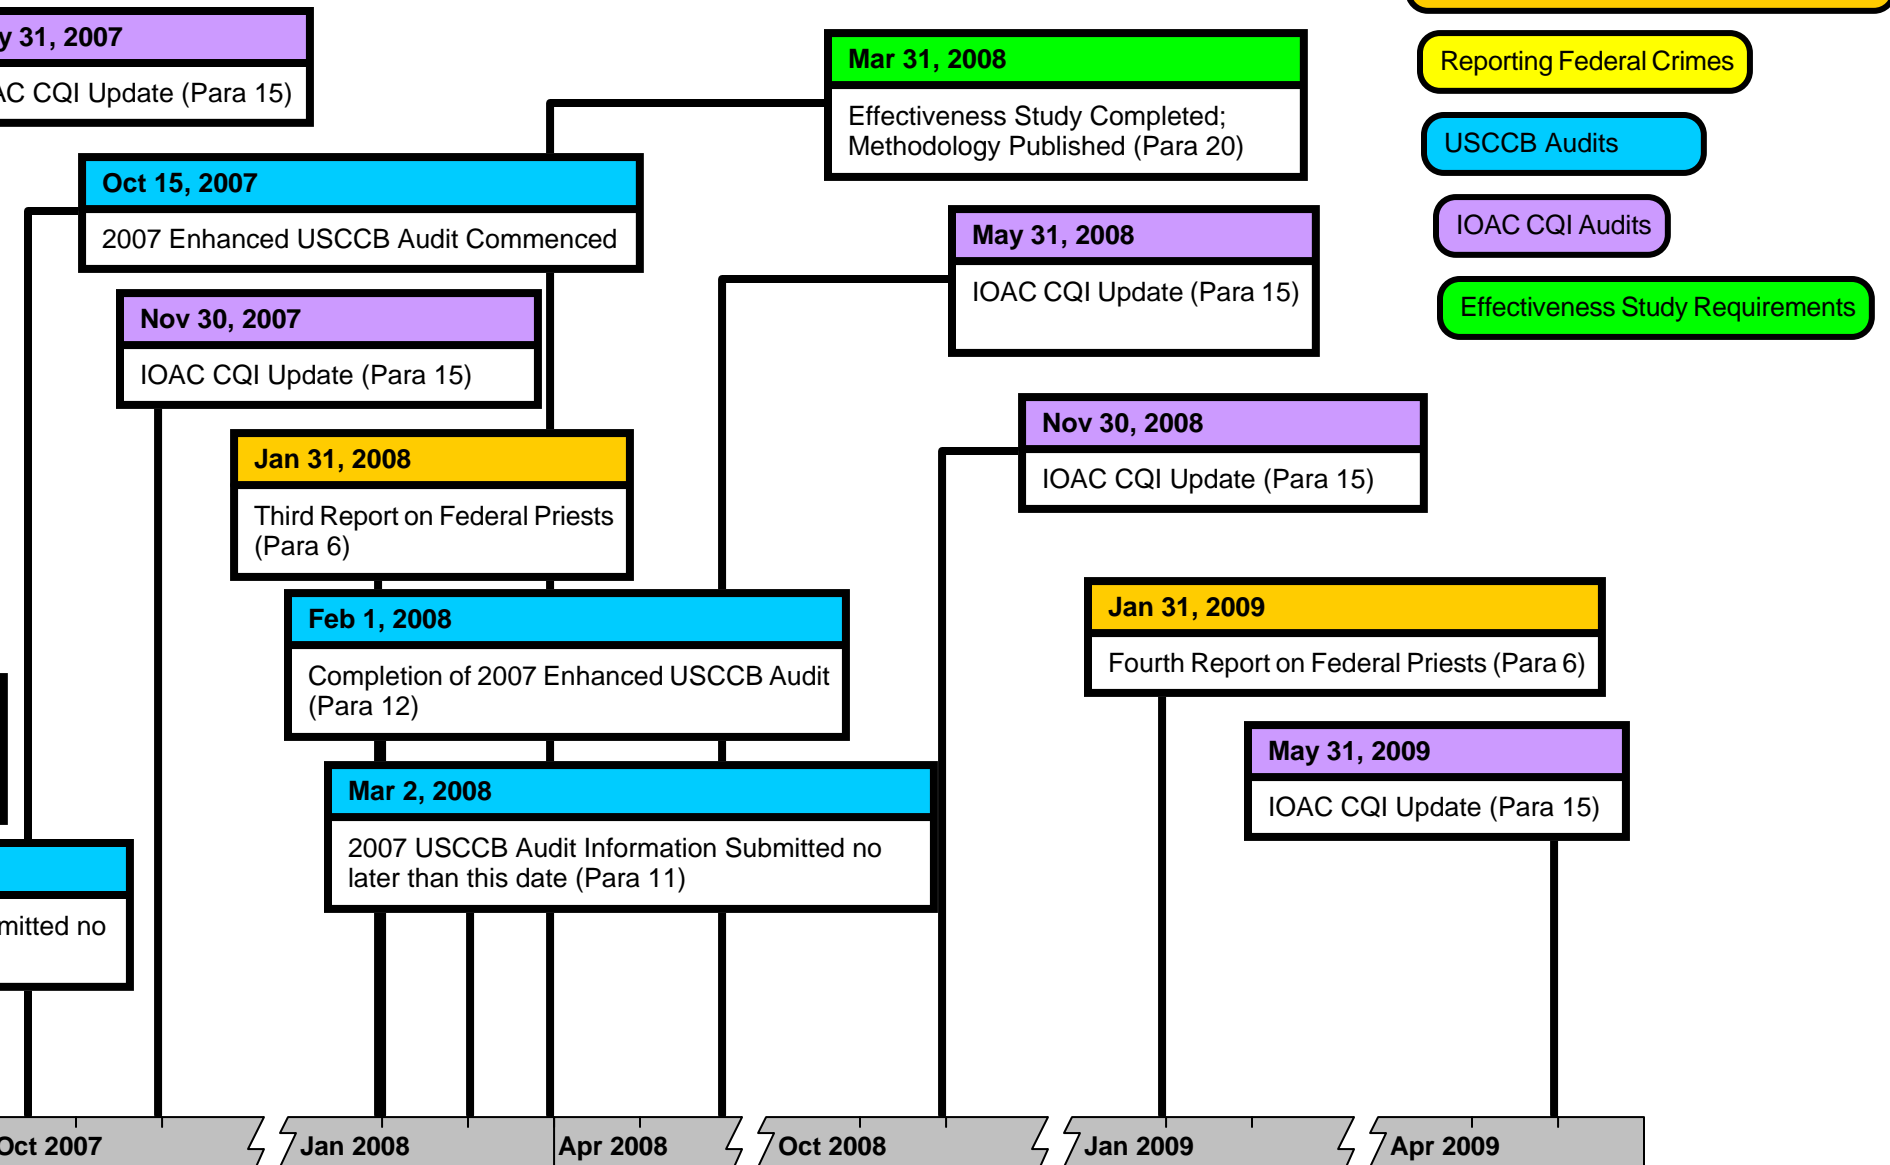 31, 2007
CQI Update (Para 15)
Oct 15, 2007
2007 Enhanced USCCB Audit Commenced
Nov 30, 2007
IOAC CQI Update (Para 15)
Jan 31, 2008
Third Report on Federal Priests
(Para 6)
Feb 1, 2008
Completion of 2007 Enhanced USCCB Audit
(Para 12)
Mar 2, 2008
2007 USCCB Audit Information Submitted no
later than this date (Para 11)
no
Mar 31, 2008
Effectiveness Study Completed;
Methodology Published (Para 20)
May 31, 2008
IOAC CQI Update (Para 15)
Nov 30, 2008
IOAC CQI Update (Para 15)
Jan 31, 2009
Fourth Report on Federal Priests (Para 6)
May 31, 2009
IOAC CQI Update (Para 15)
Reporting Federal Crimes
USCCB Audits
IOAC CQI Audits
Effectiveness Study Requirements
Oct 2007
Jan 2008
Apr 2008
Oct 2008
Jan 2009
Apr 2009